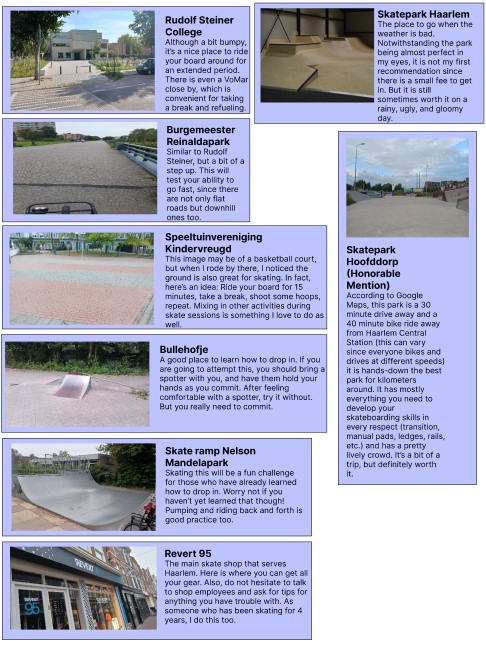 Rudolf Steiner
College
Although a bit bumpy,
it's a nice place to ride
your board around for
an extended period.
There is even a VoMar
close by, which is
convenient for taking
a break and refueling.
Skatepark Haarlem
The place to go when the
weather is bad.
Notwithstanding the park
being almost perfect in
my eyes, it is not my first
recommendation since
there is a small fee to get
in. But it is still
sometimes worth it on a
rainy, ugly, and gloomy
day.
Burgemeester
Reinaldapark
Similar to Rudolf
Steiner, but a bit of a
step up. This will
test your ability to
go fast, since there
are not only flat
roads but downhill
ones too.
Speeltuinvereniging
Kindervreugd
This image may be of a basketball court,
but when I rode by there, I noticed the
ground is also great for skating. In fact,
here's an idea: Ride your board for 15
minutes, take a break, shoot some hoops,
repeat. Mixing in other activities during
skate sessions is something I love to do as
well.
Skatepark
Hoofddorp
(Honorable
Mention)
According to Google
Maps, this park is a 30
minute drive away and a
40 minute bike ride away
from Haarlem Central
Station (this can vary
since everyone bikes and
drives at different speeds)
it is hands-down the best
park for kilometers
around. It has mostly
everything you need to
develop your
skateboarding skills in
every respect (transition,
manual pads, ledges, rails,
etc.) and has a pretty
lively crowd. It's a bit of a
trip, but definitely worth
it.
Bullehofje
A good place to learn how to drop in. If you
are going to attempt this, you should bring a
spotter with you, and have them hold your
hands as you commit. After feeling
comfortable with a spotter, try it without.
But you really need to commit.
Skate ramp Nelson
Mandelapark
Skating this will be a fun challenge
for those who have already learned
how to drop in. Worry not if you
haven't yet learned that though!
Pumping and riding back and forth is
good practice too.
Revert 95
The main skate shop that serves
Haarlem. Here is where you can get all
your gear. Also, do not hesitate to talk
to shop employees and ask for tips for
anything you have trouble with. As
someone who has been skating for 4
years, I do this too.
REVERT
95